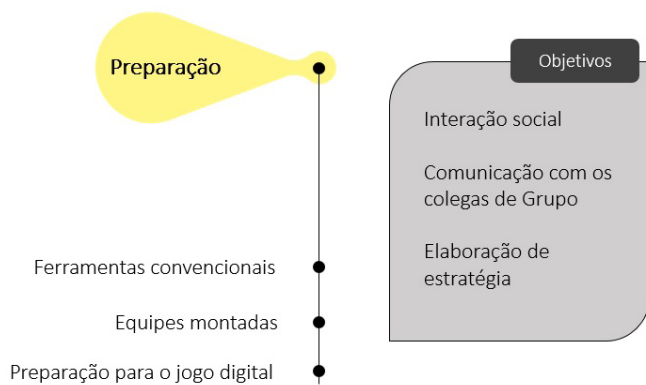 Preparação
Ferramentas convencionais
Equipes montadas
Preparação para o jogo digital
Objetivos
Interação social
Comunicação com os
colegas de Grupo
Elaboração de
estratégia